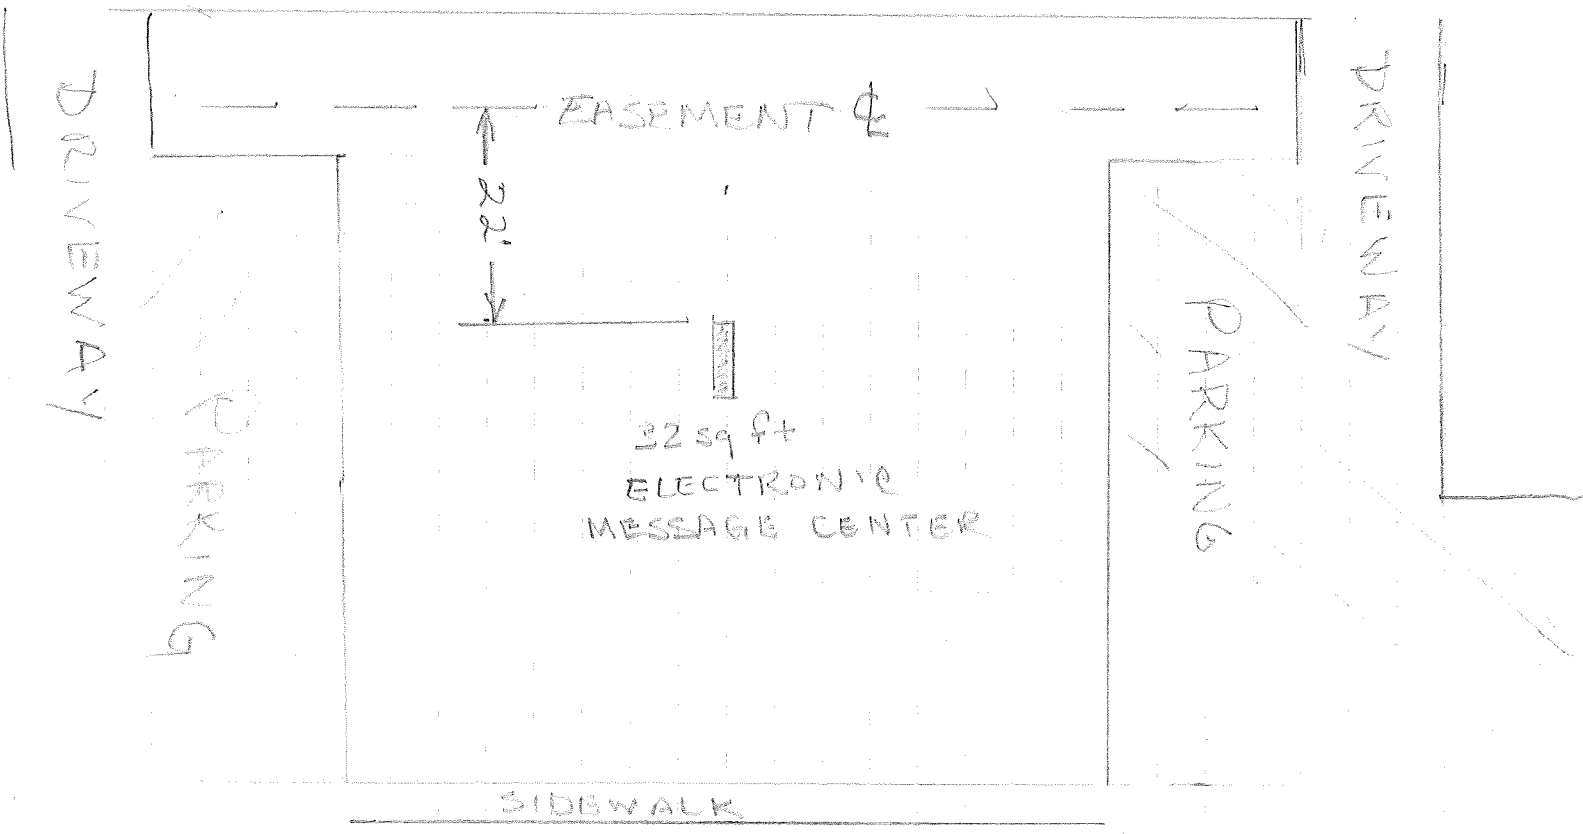 EASEMENT ℄
DRIVEWAY
DRIVEWAY
22'
PARKING
PARKING
32 sq ft
ELECTRONIC
MESSAGE CENTER
SIDEWALK